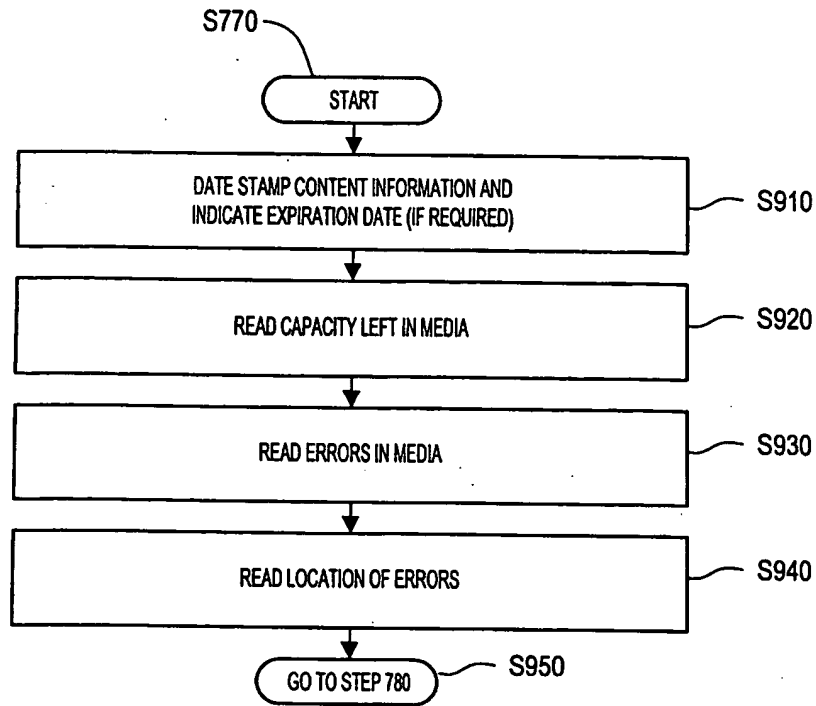 S770
START
DATE STAMP CONTENT INFORMATION AND
INDICATE EXPIRATION DATE (IF REQUIRED)
S910
READ CAPACITY LEFT IN MEDIA
S920
READ ERRORS IN MEDIA
S930
READ LOCATION OF ERRORS
S940
GO TO STEP 780
S950